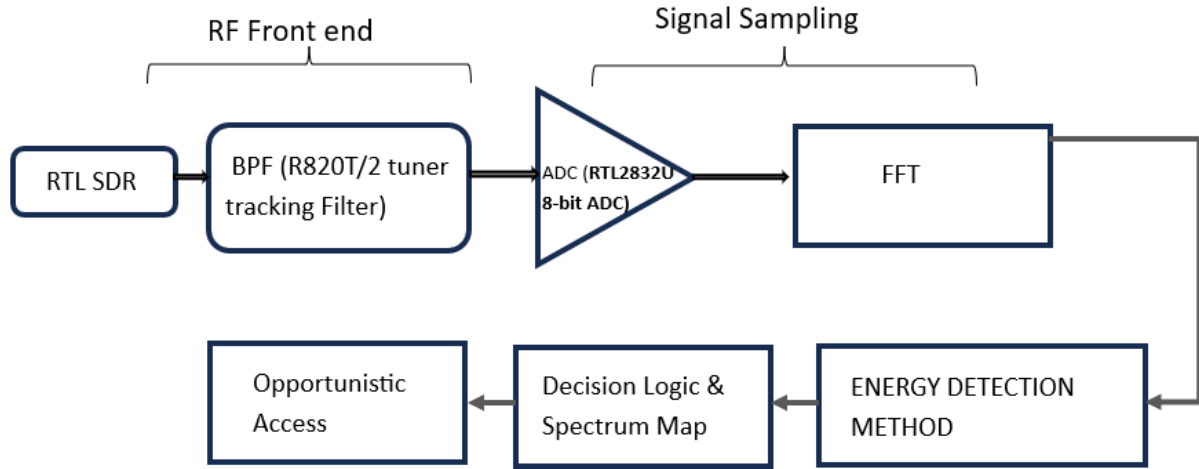 RF Front end
Signal Sampling
RTL SDR
BPF (R820T/2 tuner
tracking Filter)
ADC (RTL2832U
8-bit ADC)
FFT
Opportunistic
Access
Decision Logic &
Spectrum Map
ENERGY DETECTION
METHOD